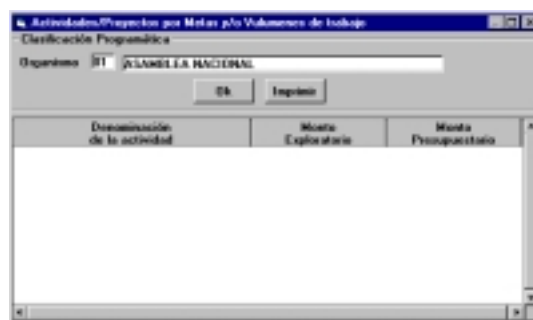 Actividades/Proyectos por Metas y/o Volumenes de trabajo
Clasificación Programática
Organismo 01 ASAMBLEA NACIONAL
Ok Imprimir
Denominación de la actividad
Monto Exploratorio
Monto Presupuestario